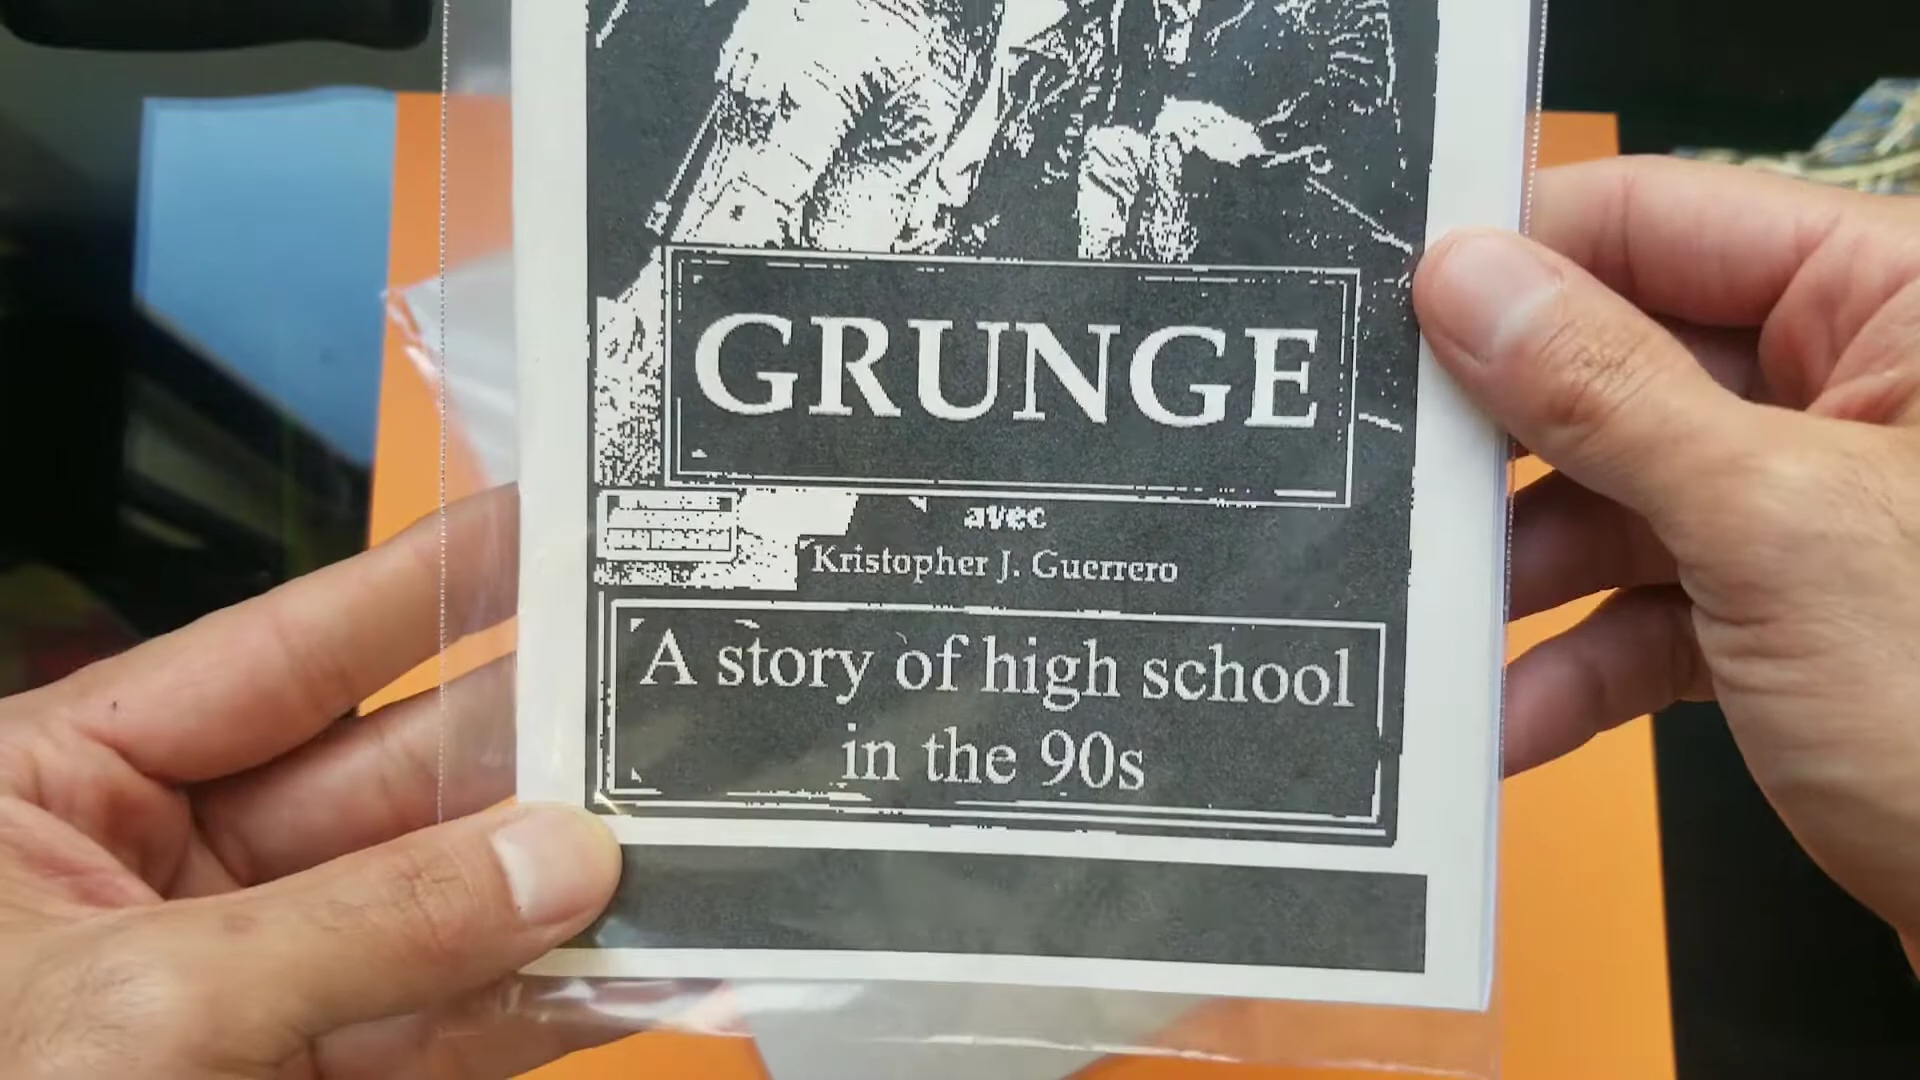 GRUNGE
avec
Kristopher J. Guerrero
A story of high school
in the 90s